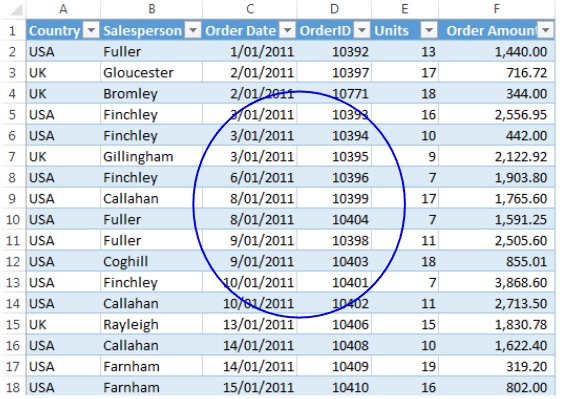 A B C D E F
1 Country Salesperson Order Date OrderID Units Order Amount
2 USA Fuller 1/01/2011 10392 13 1,440.00
3 UK Gloucester 2/01/2011 10397 17 716.72
4 UK Bromley 2/01/2011 10771 18 344.00
5 USA Finchley 3/01/2011 10393 16 2,556.95
6 USA Finchley 3/01/2011 10394 10 442.00
7 UK Gillingham 3/01/2011 10395 9 2,122.92
8 USA Finchley 6/01/2011 10396 7 1,903.80
9 USA Callahan 8/01/2011 10399 17 1,765.60
10 USA Fuller 8/01/2011 10404 7 1,591.25
11 USA Fuller 9/01/2011 10398 11 2,505.60
12 USA Coghill 9/01/2011 10403 18 855.01
13 USA Finchley 10/01/2011 10401 7 3,868.60
14 USA Callahan 10/01/2011 10402 11 2,713.50
15 UK Rayleigh 13/01/2011 10406 15 1,830.78
16 USA Callahan 14/01/2011 10408 10 1,622.40
17 USA Farnham 14/01/2011 10409 19 319.20
18 USA Farnham 15/01/2011 10410 16 802.00